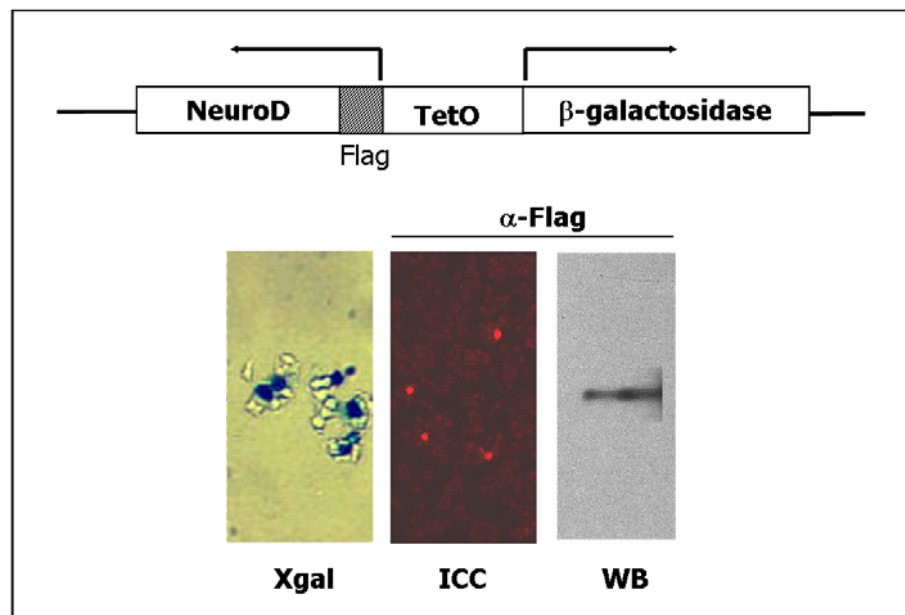 NeuroD TetO β-galactosidase
Flag
α-Flag
Xgal ICC WB